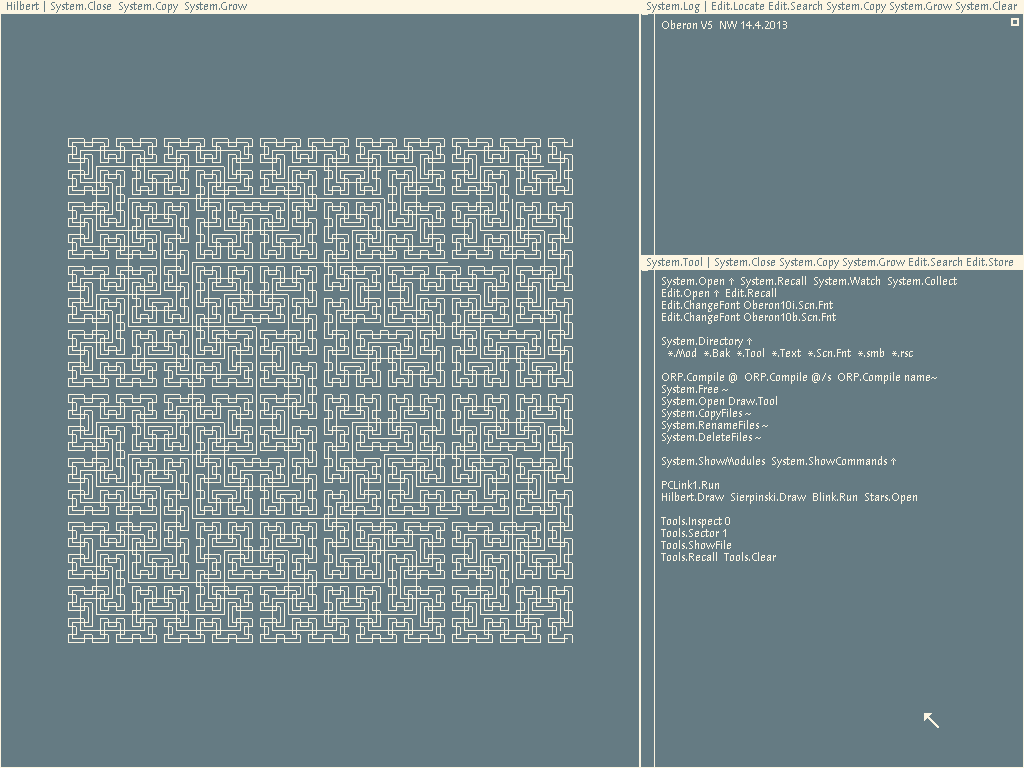 Hilbert | System.Close  System.Copy  System.Grow
System.Log | Edit.Locate Edit.Search System.Copy System.Grow System.Clear
Oberon V5  NW 14.4.2013
System.Tool | System.Close System.Copy System.Grow Edit.Search Edit.Store
System.Open ↑  System.Recall  System.Watch  System.Collect
Edit.Open ↑  Edit.Recall
Edit.ChangeFont Oberon10i.Scn.Fnt
Edit.ChangeFont Oberon10b.Scn.Fnt
System.Directory ↑
*.Mod  *.Bak  *.Tool  *.Text  *.Scn.Fnt  *.smb  *.rsc
ORP.Compile @  ORP.Compile @/s  ORP.Compile name~
System.Free ~
System.Open Draw.Tool
System.CopyFiles ~
System.RenameFiles ~
System.DeleteFiles ~
System.ShowModules  System.ShowCommands ↑
PCLink1.Run
Hilbert.Draw  Sierpinski.Draw  Blink.Run  Stars.Open
Tools.Inspect 0
Tools.Sector 1
Tools.ShowFile
Tools.Recall  Tools.Clear